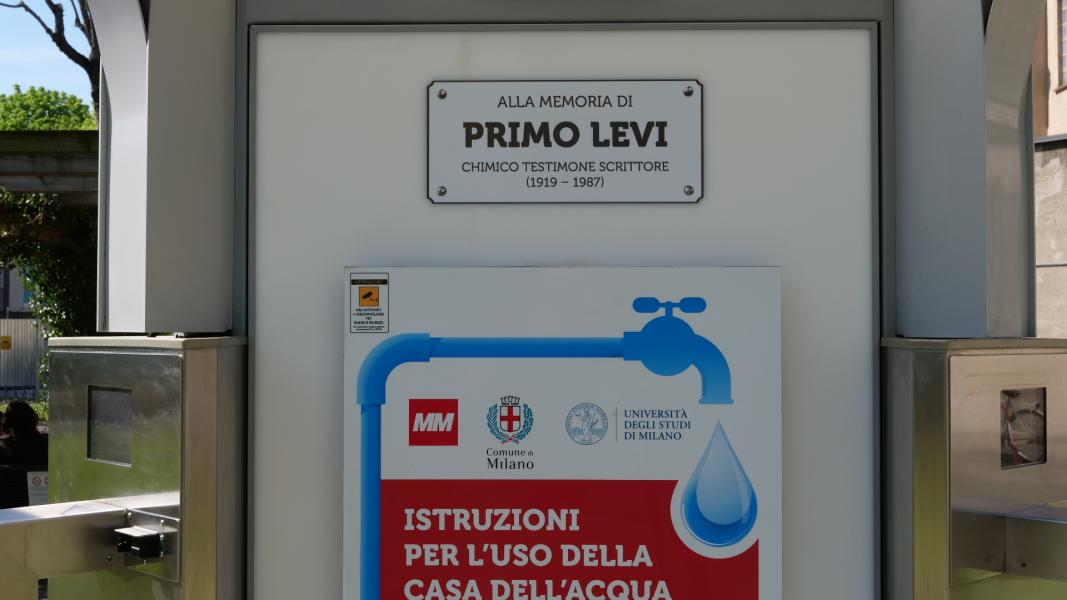 ALLA MEMORIA DI
PRIMO LEVI
CHIMICO TESTIMONE SCRITTORE
(1919 – 1987)
MM
Comune di
Milano
UNIVERSITÀ
DEGLI STUDI
DI MILANO
ISTRUZIONI
PER L'USO DELLA
CASA DELL'ACQUA